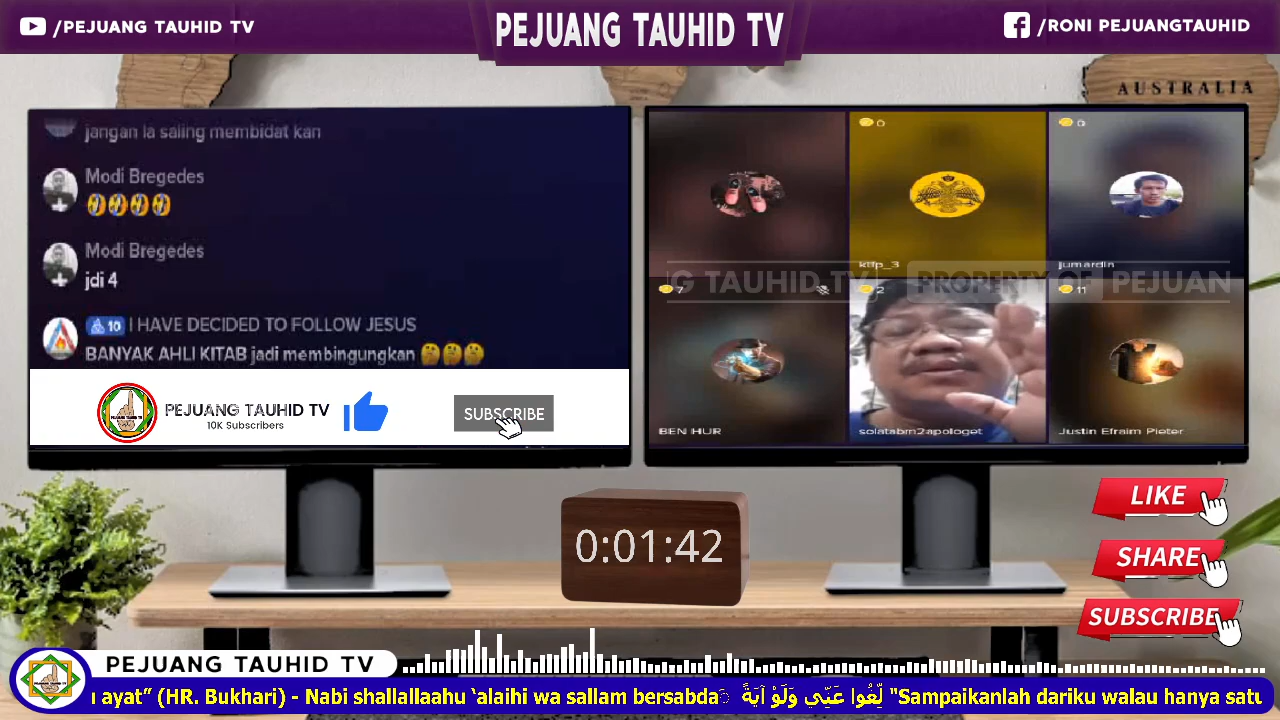 /PEJUANG TAUHID TV
PEJUANG TAUHID TV
/RONI PEJUANGTAUHID
AUSTRALIA
jangan la saling membidat kan
Modi Bregedes
Modi Bregedes
jdi 4
10 I HAVE DECIDED TO FOLLOW JESUS
BANYAK AHLI KITAB jadi membingungkan
PEJUANG TAUHID TV
10K Subscribers
SUBSCRIBE
0
0
ktfp_3
jumardin
G TAUHID TV
PROPERTY OF
PEJUAN
7
2
11
BEN HUR
solatabm2apologet
Justin Efraim Pieter
0:01:42
LIKE
SHARE
SUBSCRIBE
PEJUANG TAUHID TV
ayat" (HR. Bukhari) - Nabi shallallaahu ‘alaihi wa sallam bersabda لِّغُوا عَنِّي وَلَوْ آيَةً "Sampaikanlah dariku walau hanya satu